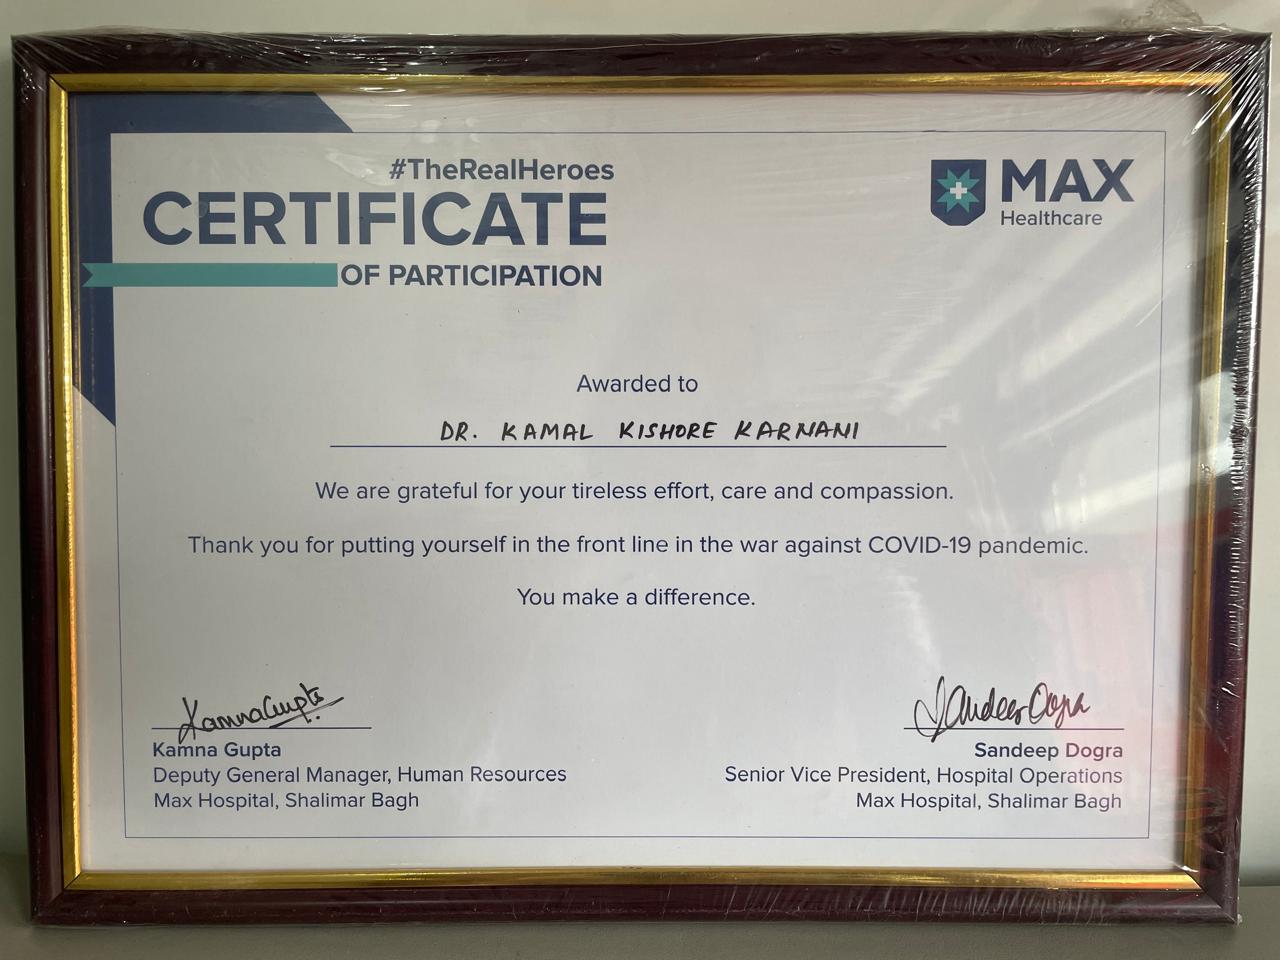 #TheRealHeroes
CERTIFICATE
OF PARTICIPATION
MAX
Healthcare
Awarded to
DR. KAMAL KISHORE KARNANI
We are grateful for your tireless effort, care and compassion.
Thank you for putting yourself in the front line in the war against COVID-19 pandemic.
You make a difference.
KamnaGupta
Kamna Gupta
Deputy General Manager, Human Resources
Max Hospital, Shalimar Bagh
Sandeep Dogra
Sandeep Dogra
Senior Vice President, Hospital Operations
Max Hospital, Shalimar Bagh